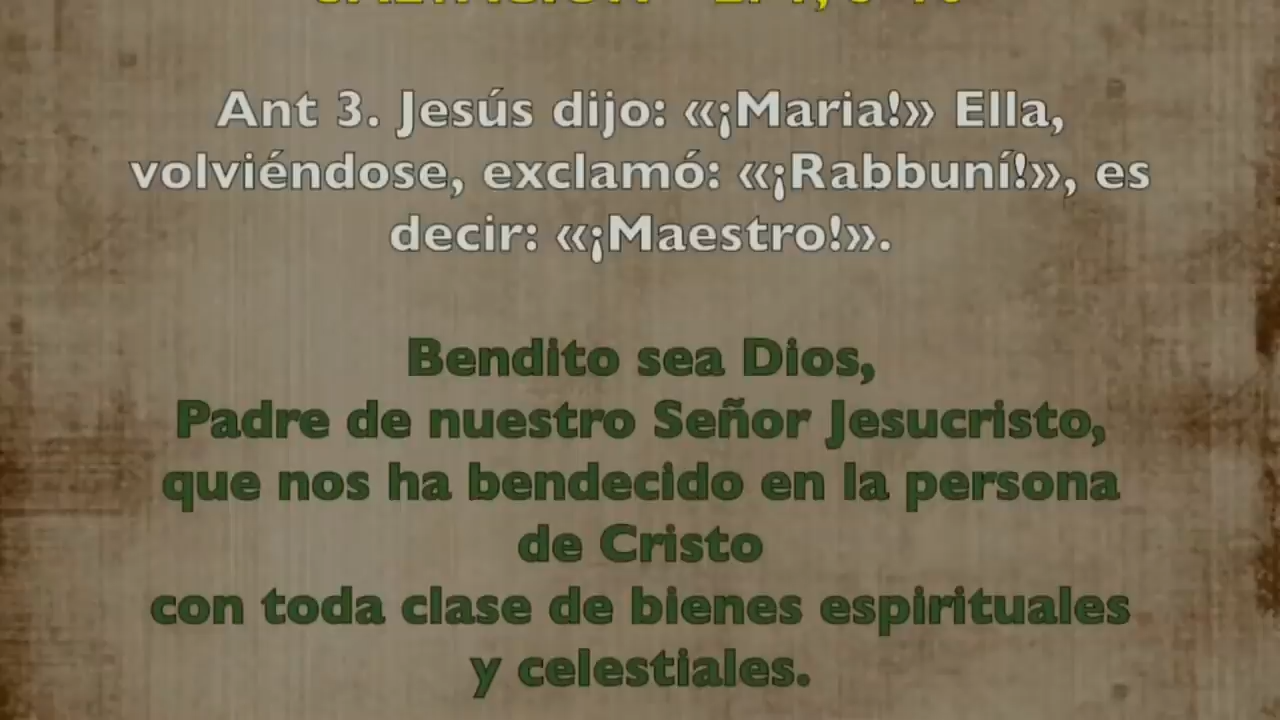 Ant 3. Jesús dijo: «¡Maria!» Ella,
volviéndose, exclamó: «¡Rabbuní!», es
decir: «¡Maestro!».
Bendito sea Dios,
Padre de nuestro Señor Jesucristo,
que nos ha bendecido en la persona
de Cristo
con toda clase de bienes espirituales
y celestiales.